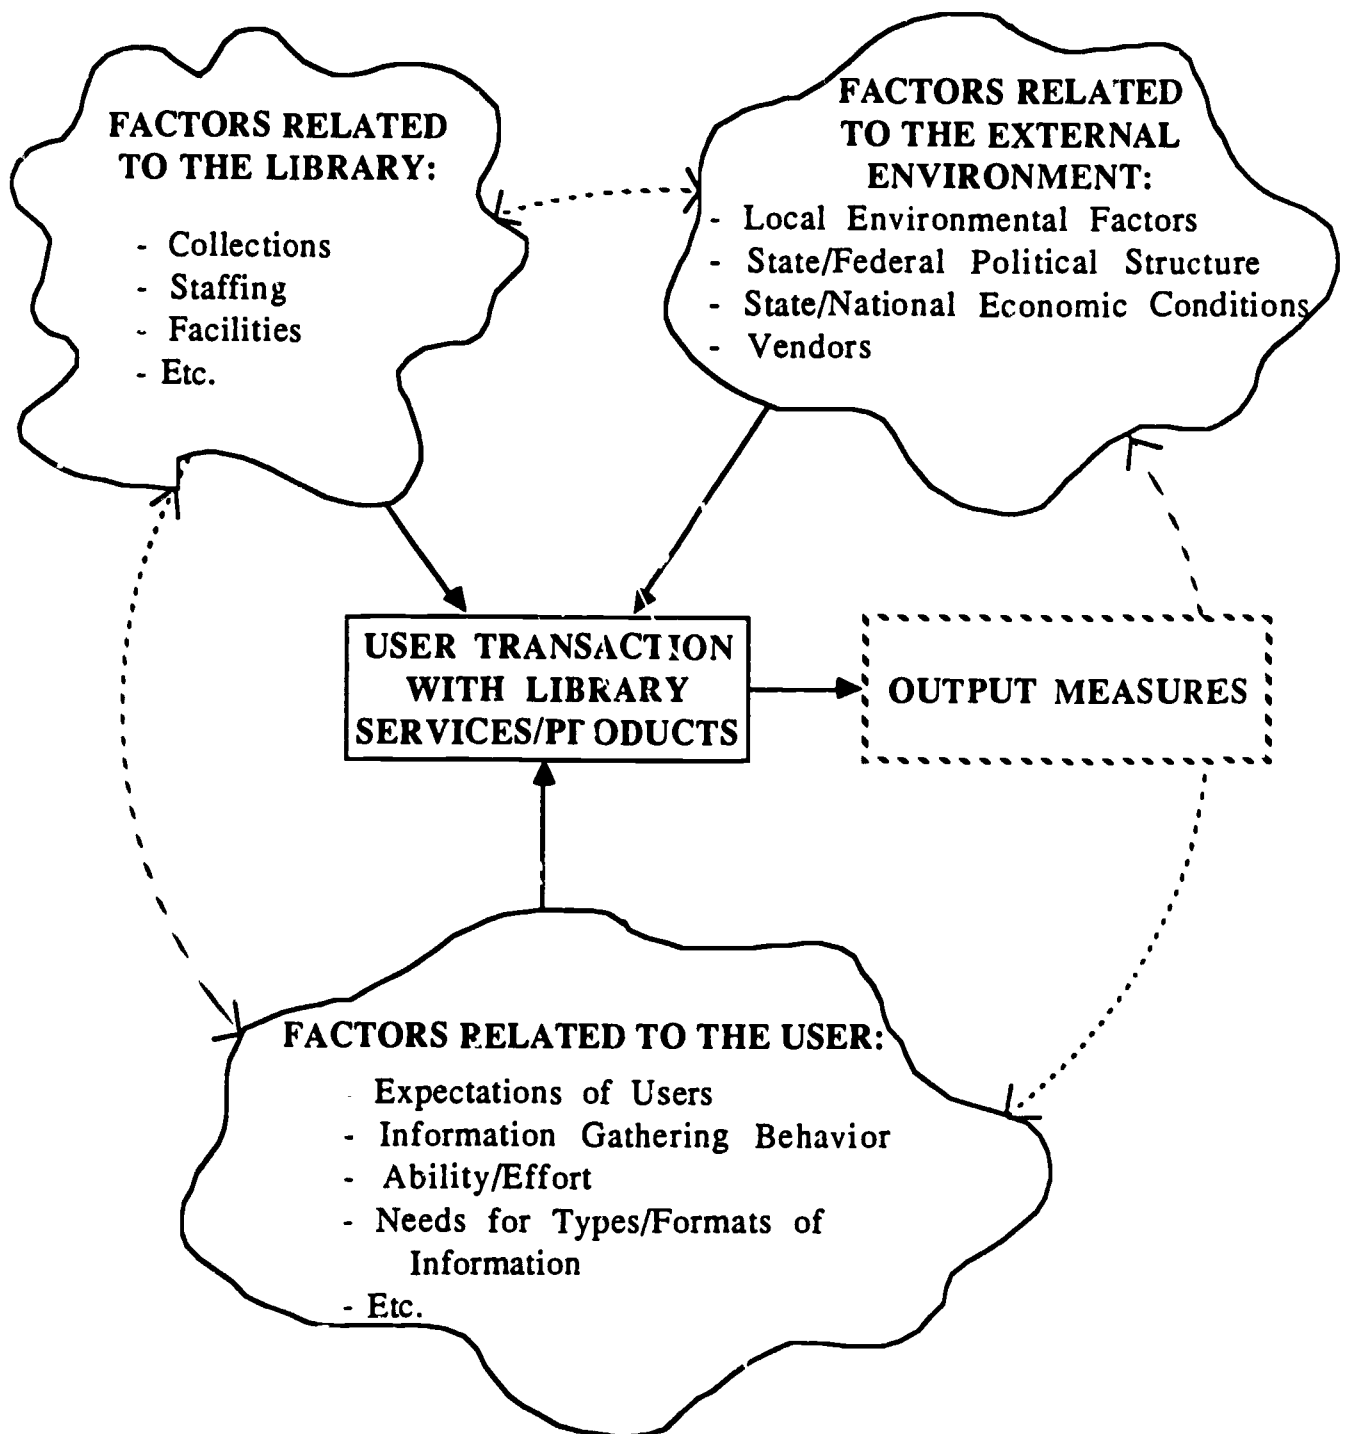 FACTORS RELATED
TO THE LIBRARY:
- Collections
- Staffing
- Facilities
- Etc.
FACTORS RELATED
TO THE EXTERNAL
ENVIRONMENT:
- Local Environmental Factors
- State/Federal Political Structure
- State/National Economic Conditions
- Vendors
USER TRANSACTION
WITH LIBRARY
SERVICES/PRODUCTS
OUTPUT MEASURES
FACTORS RELATED TO THE USER:
- Expectations of Users
- Information Gathering Behavior
- Ability/Effort
- Needs for Types/Formats of
Information
- Etc.